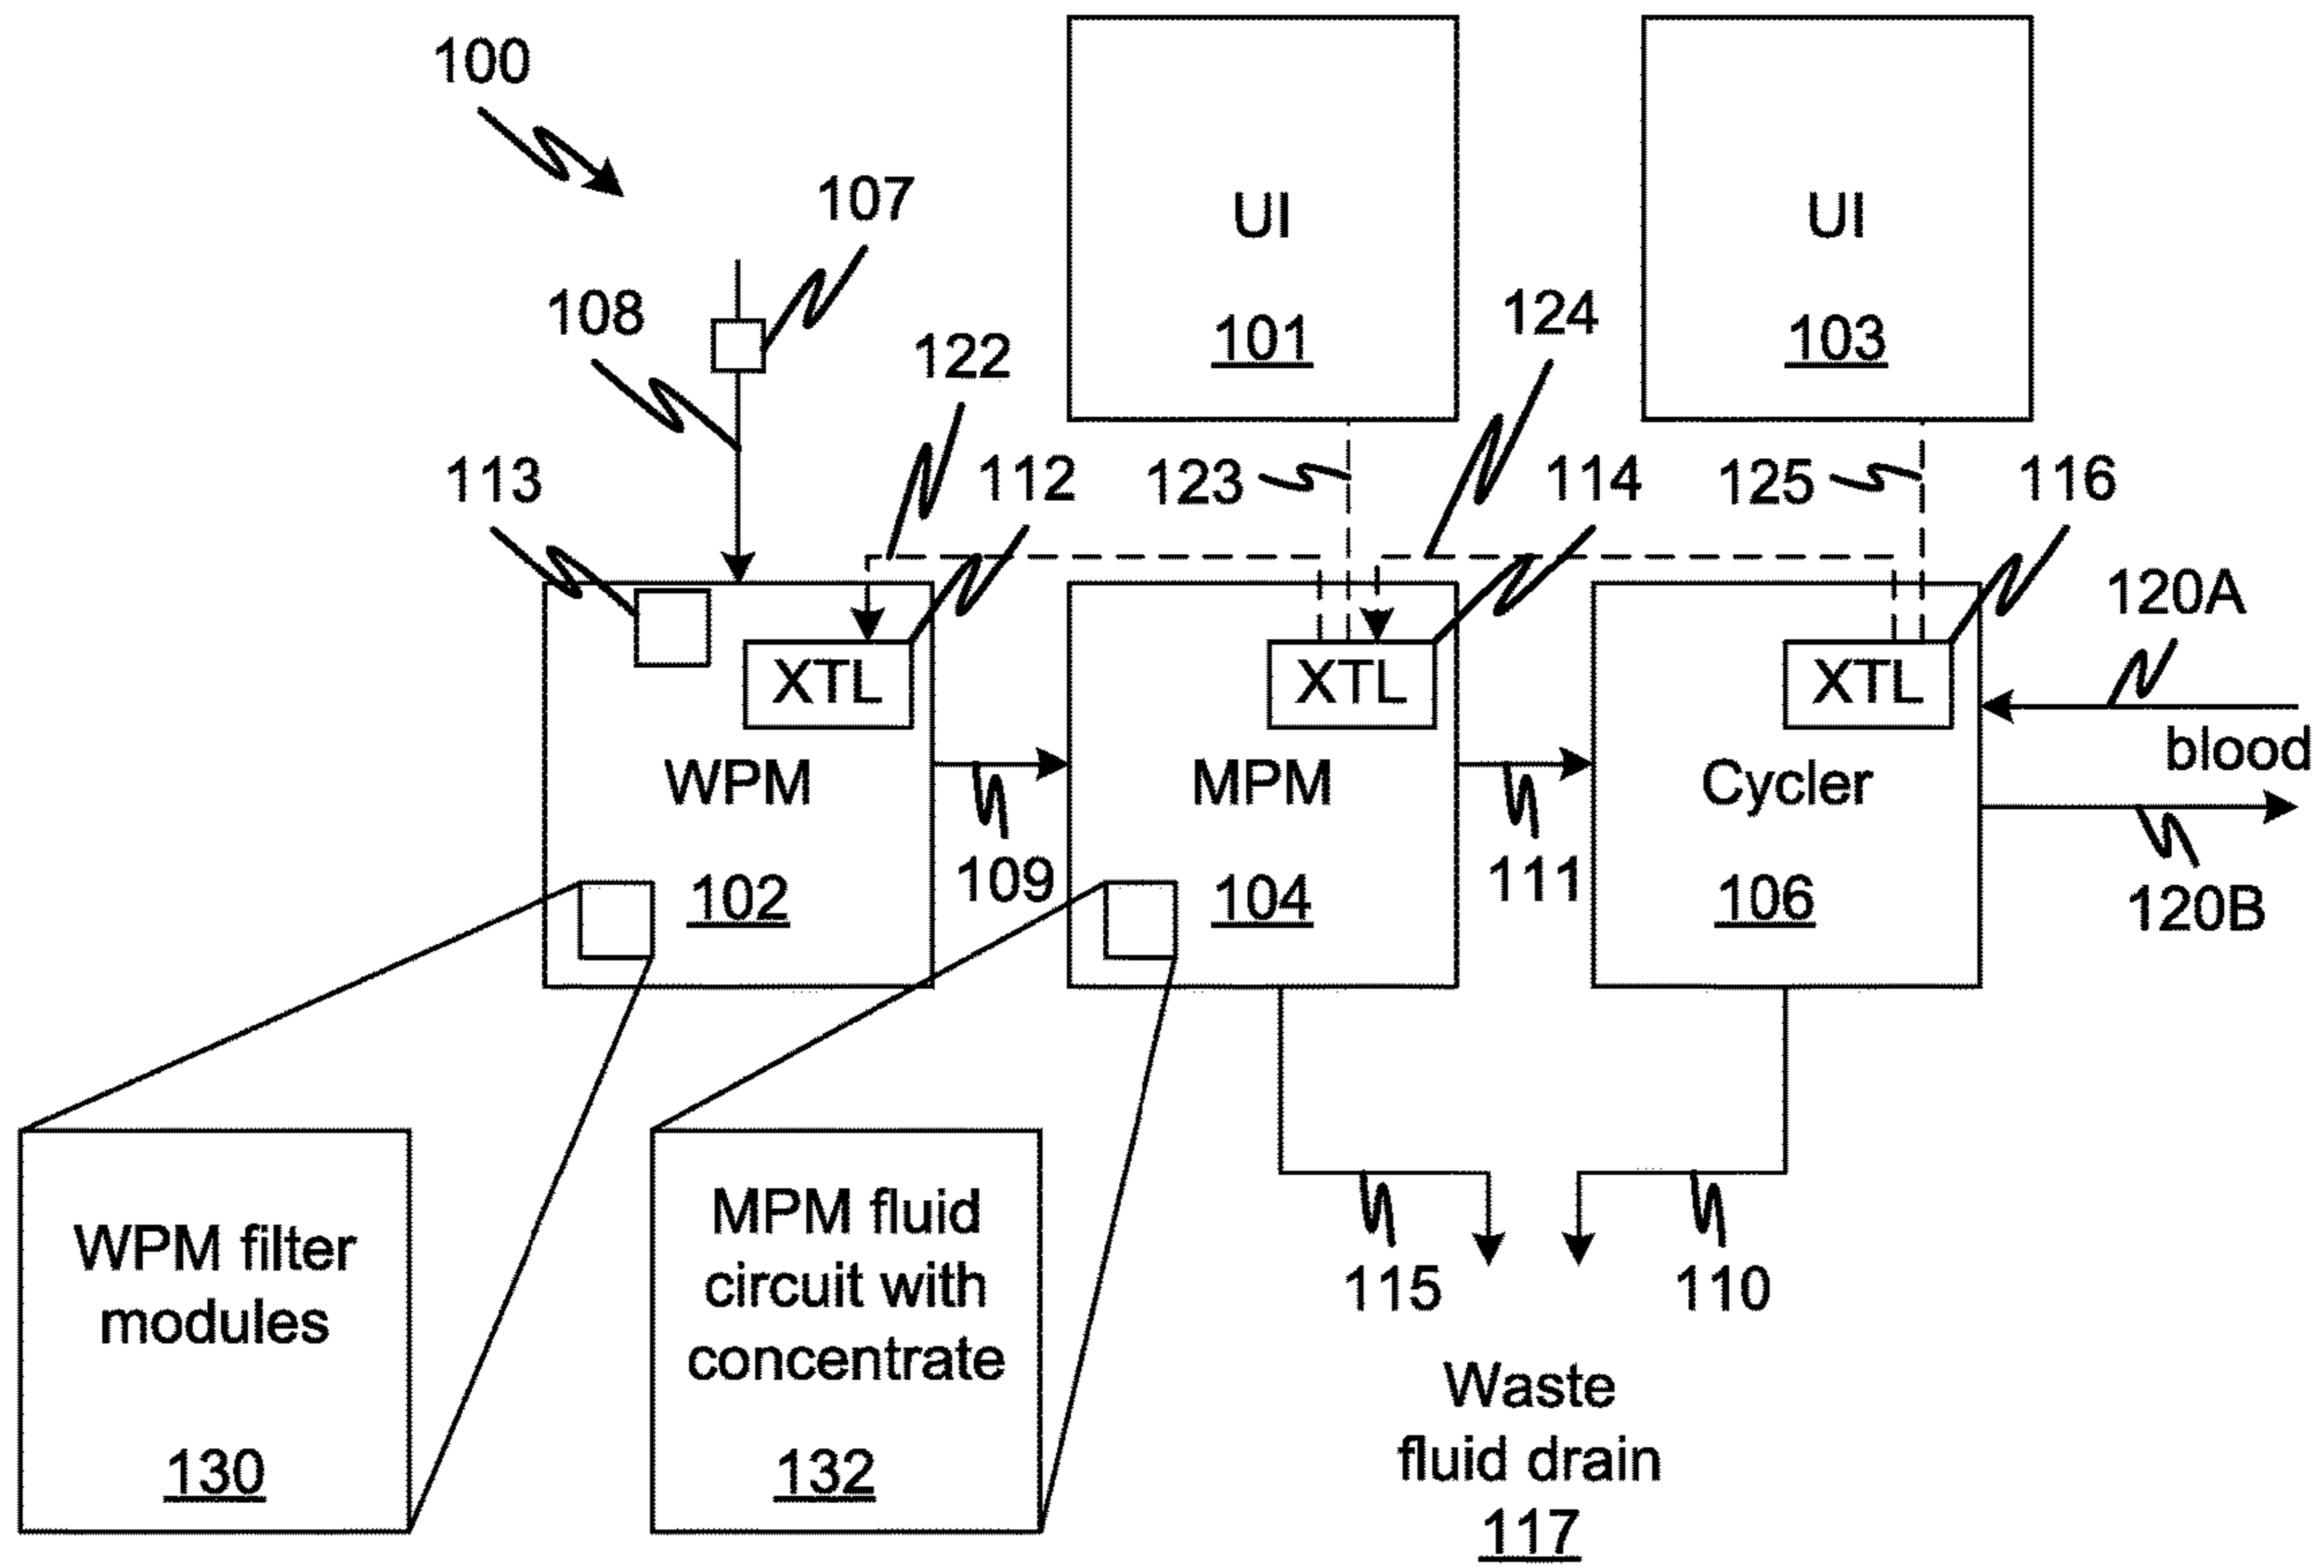 100
107
UI
UI
108
122
101
124
103
113
112
123
114
125
116
120A
XTL
XTL
XTL
blood
WPM
MPM
Cycler
102
109
104
111
106
120B
WPM filter
modules
130
MPM fluid
circuit with
concentrate
132
115
110
Waste
fluid drain
117